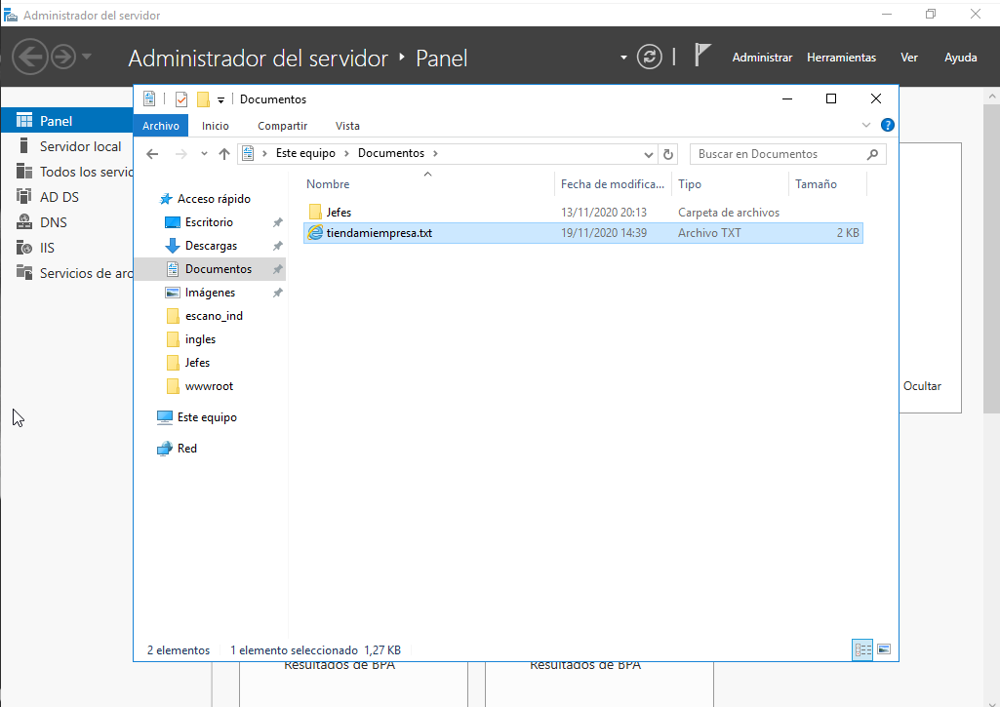 Administrador del servidor
Administrador del servidor ‣ Panel
Administrar Herramientas Ver Ayuda
Documentos
Archivo Inicio Compartir Vista
Este equipo > Documentos >
Buscar en Documentos
Panel
Servidor local
Todos los servic
AD DS
DNS
IIS
Servicios de arc
Acceso rápido
Escritorio
Descargas
Documentos
Imágenes
escano_ind
ingles
Jefes
wwwroot
Este equipo
Red
Nombre Fecha de modifica... Tipo Tamaño
Jefes 13/11/2020 20:13 Carpeta de archivos
tiendamiempresa.txt 19/11/2020 14:39 Archivo TXT 2 KB
Ocultar
2 elementos 1 elemento seleccionado 1,27 KB
Resultados de BPA Resultados de BPA